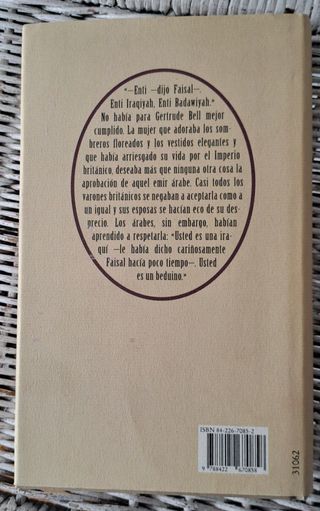 "—Enti —dijo Faisal—.
Enti Iraqiyah, Enti Badawiyah."
No había para Gertrude Bell mejor
cumplido. La mujer que adoraba los som-
breros floreados y los vestidos elegantes y
que había arriesgado su vida por el Imperio
británico, deseaba más que ninguna otra cosa la
aprobación de aquel emir árabe. Casi todos los
varones británicos se negaban a aceptarla como a
un igual y sus esposas se hacían eco de su des-
precio. Los árabes, sin embargo, habían
aprendido a respetarla: "Usted es una ira-
quí —le había dicho cariñosamente
Faisal hacía poco tiempo—. Usted
es un beduino."
ISBN 84-226-7085-2
9 788422 670858
31062